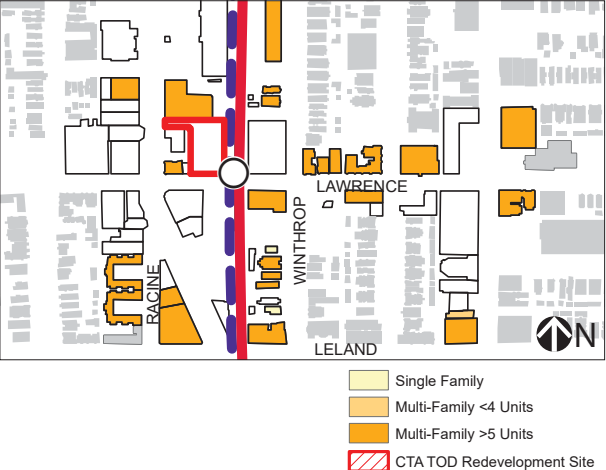 LAWRENCE
WINTHROP
RACINE
N
LELAND
Single Family
Multi-Family <4 Units
Multi-Family >5 Units
CTA TOD Redevelopment Site